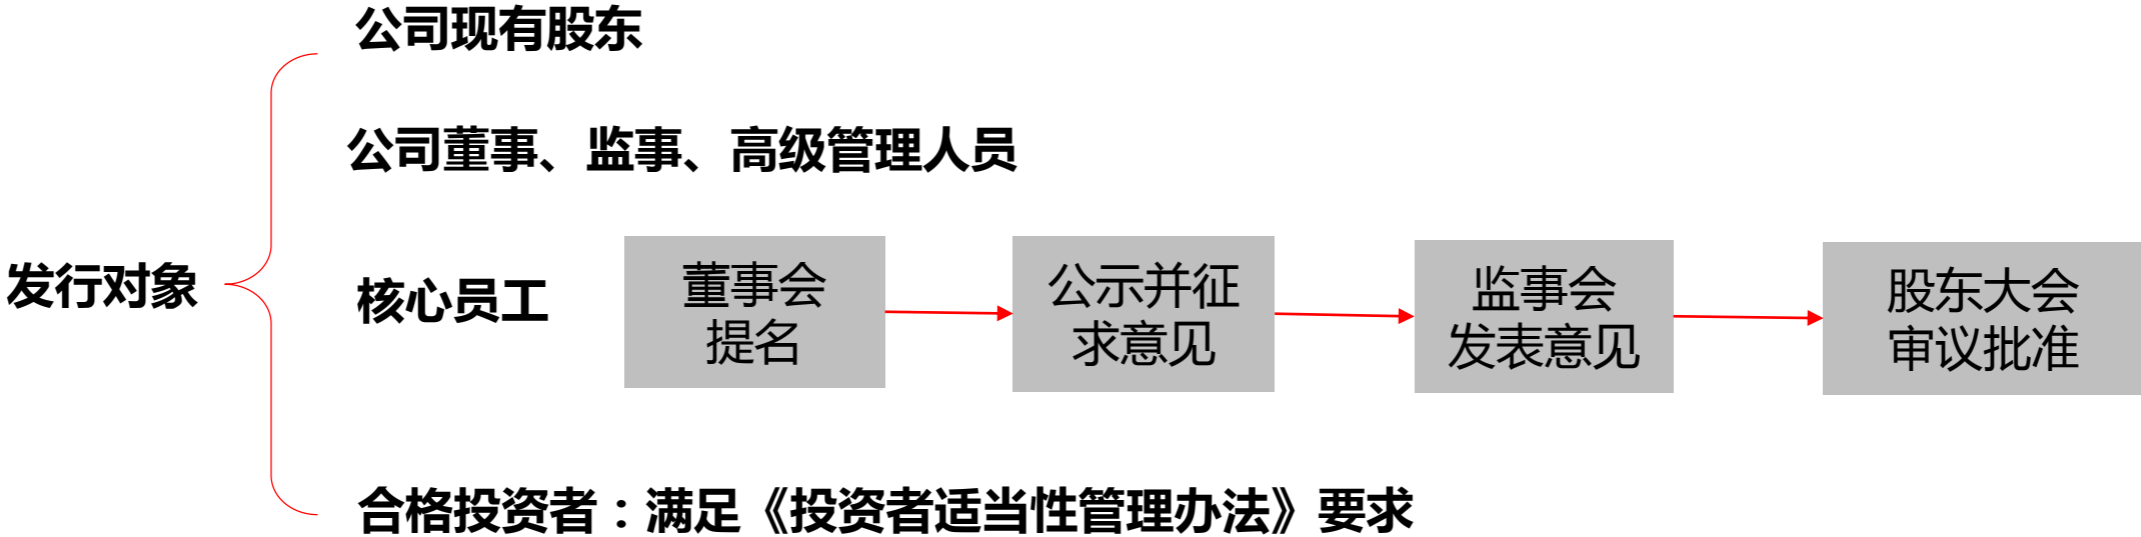 公司现有股东
公司董事、监事、高级管理人员
发行对象
核心员工
董事会
提名
公示并征
求意见
监事会
发表意见
股东大会
审议批准
合格投资者：满足《投资者适当性管理办法》要求